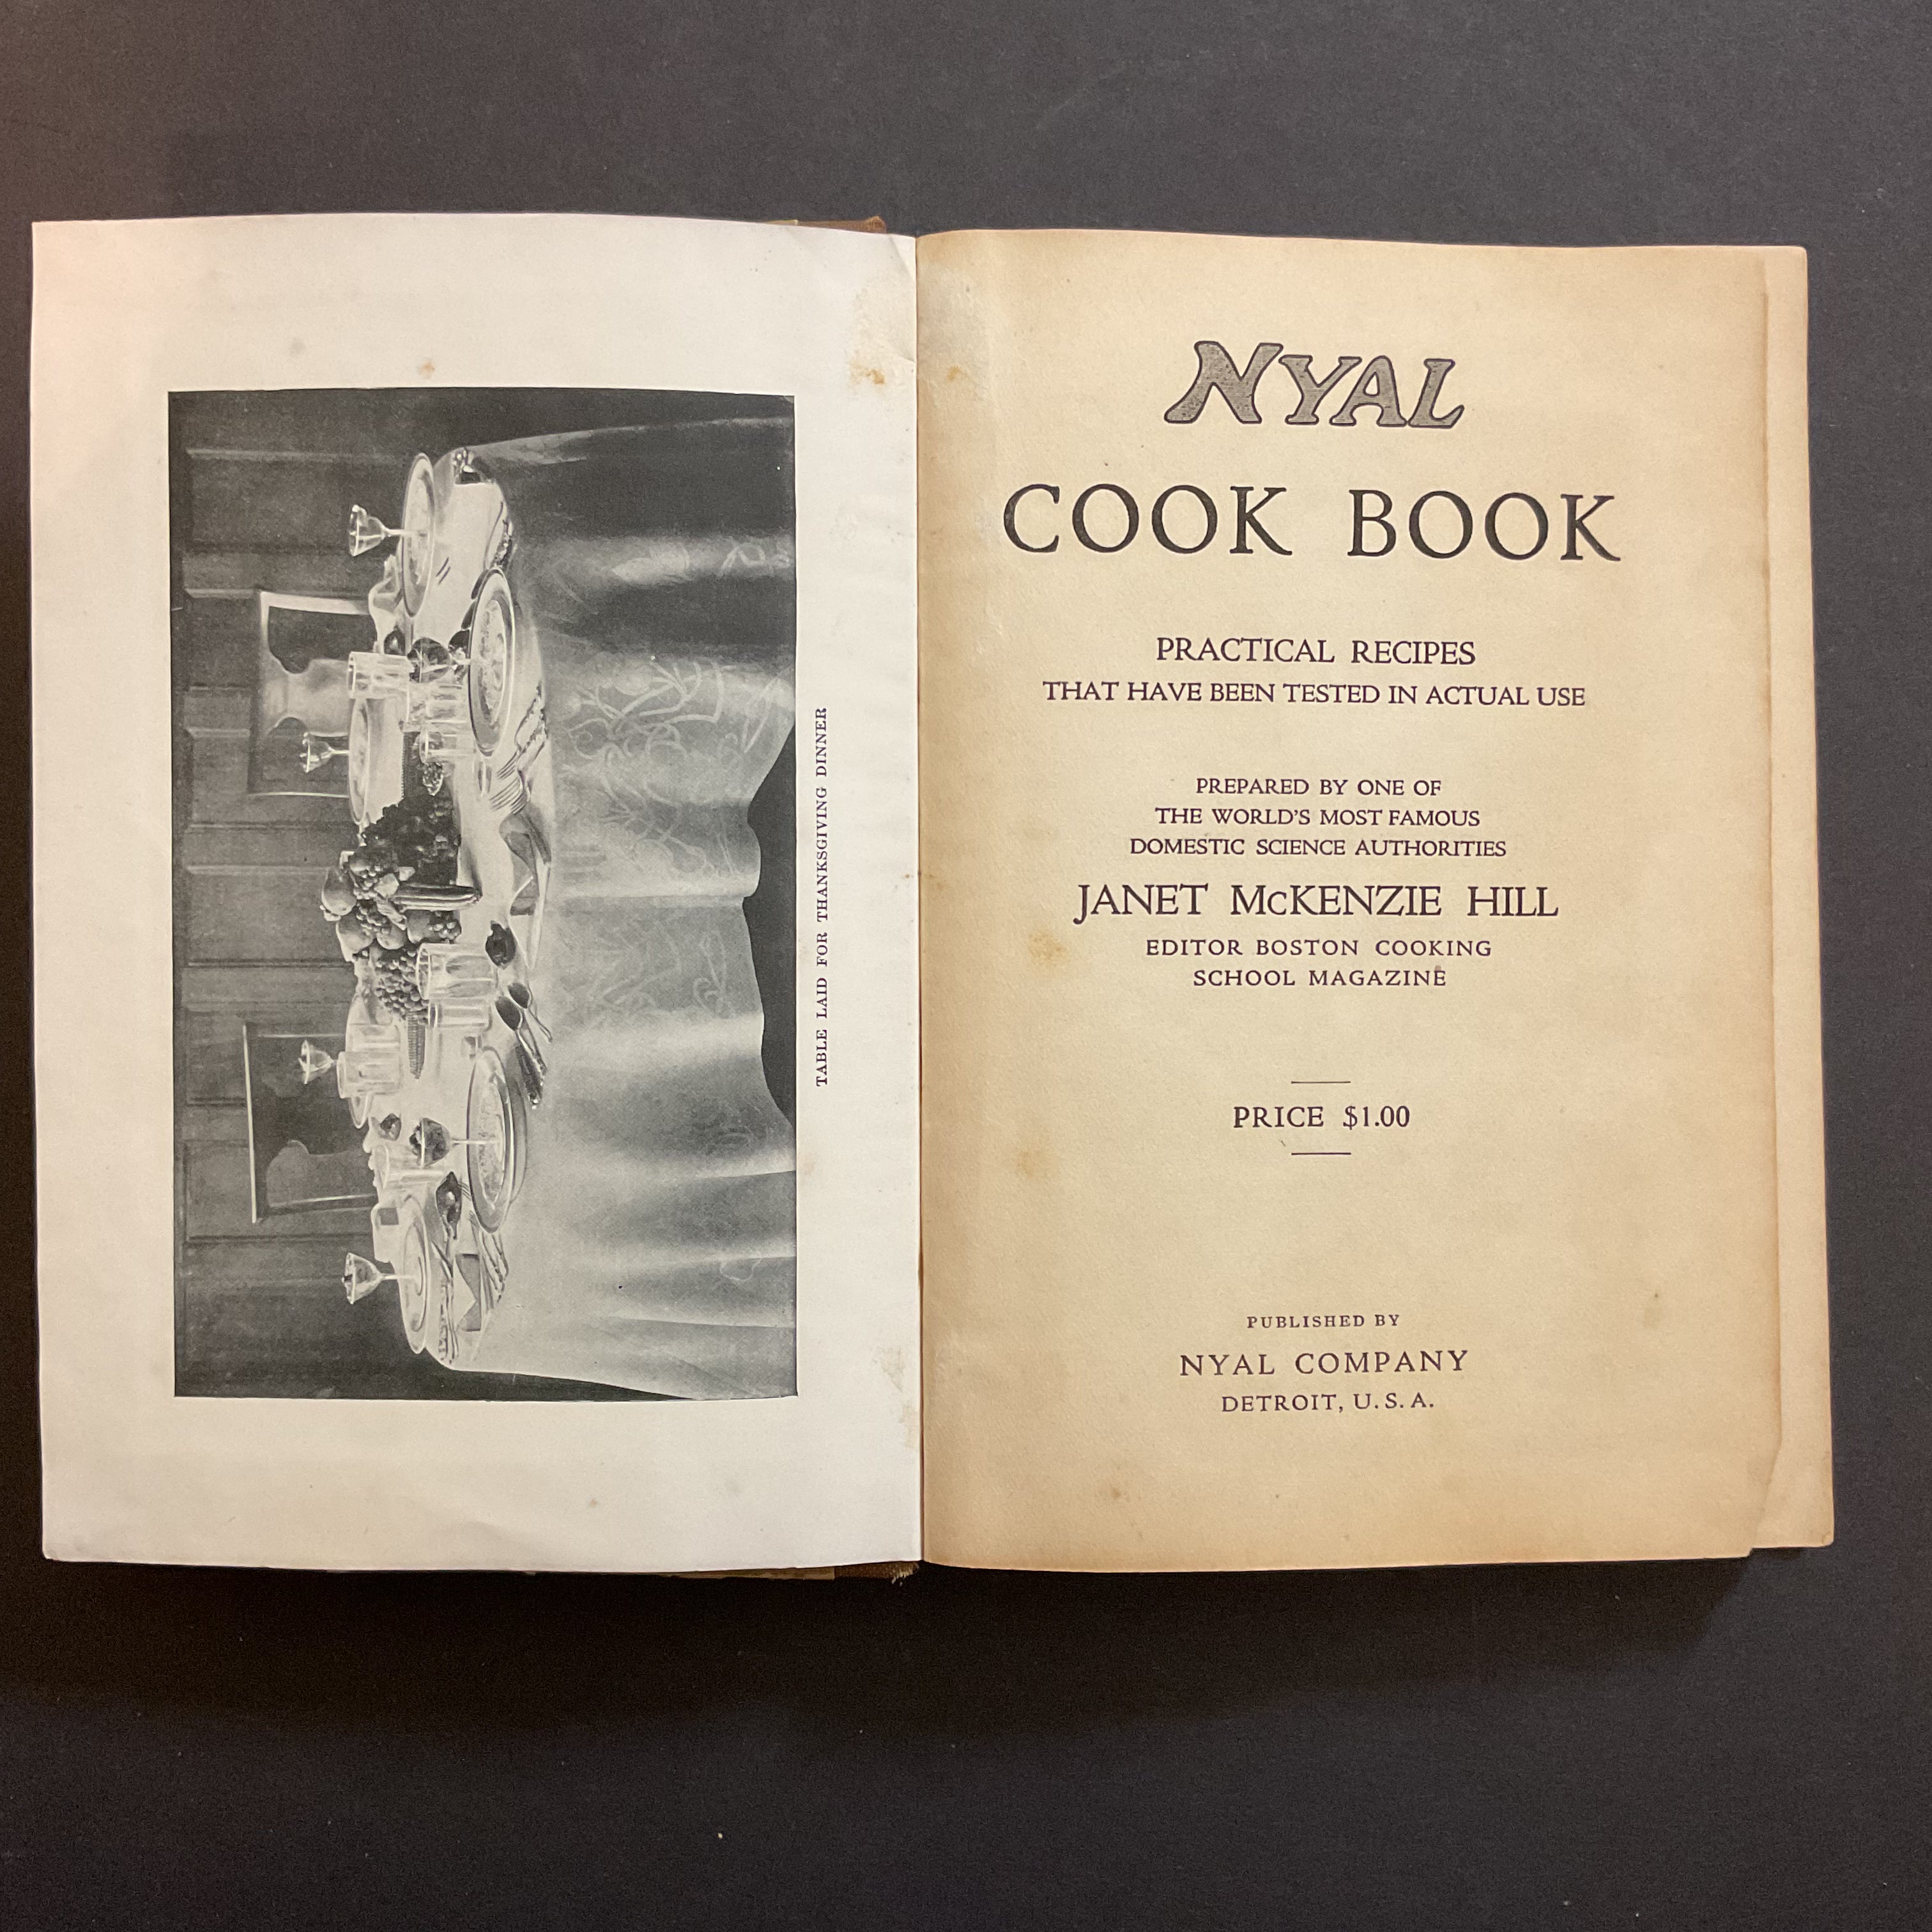 TABLE LAID FOR THANKSGIVING DINNER
NYAL
COOK BOOK
PRACTICAL RECIPES
THAT HAVE BEEN TESTED IN ACTUAL USE
PREPARED BY ONE OF
THE WORLD'S MOST FAMOUS
DOMESTIC SCIENCE AUTHORITIES
JANET McKENZIE HILL
EDITOR BOSTON COOKING
SCHOOL MAGAZINE
PRICE $1.00
PUBLISHED BY
NYAL COMPANY
DETROIT, U.S.A.